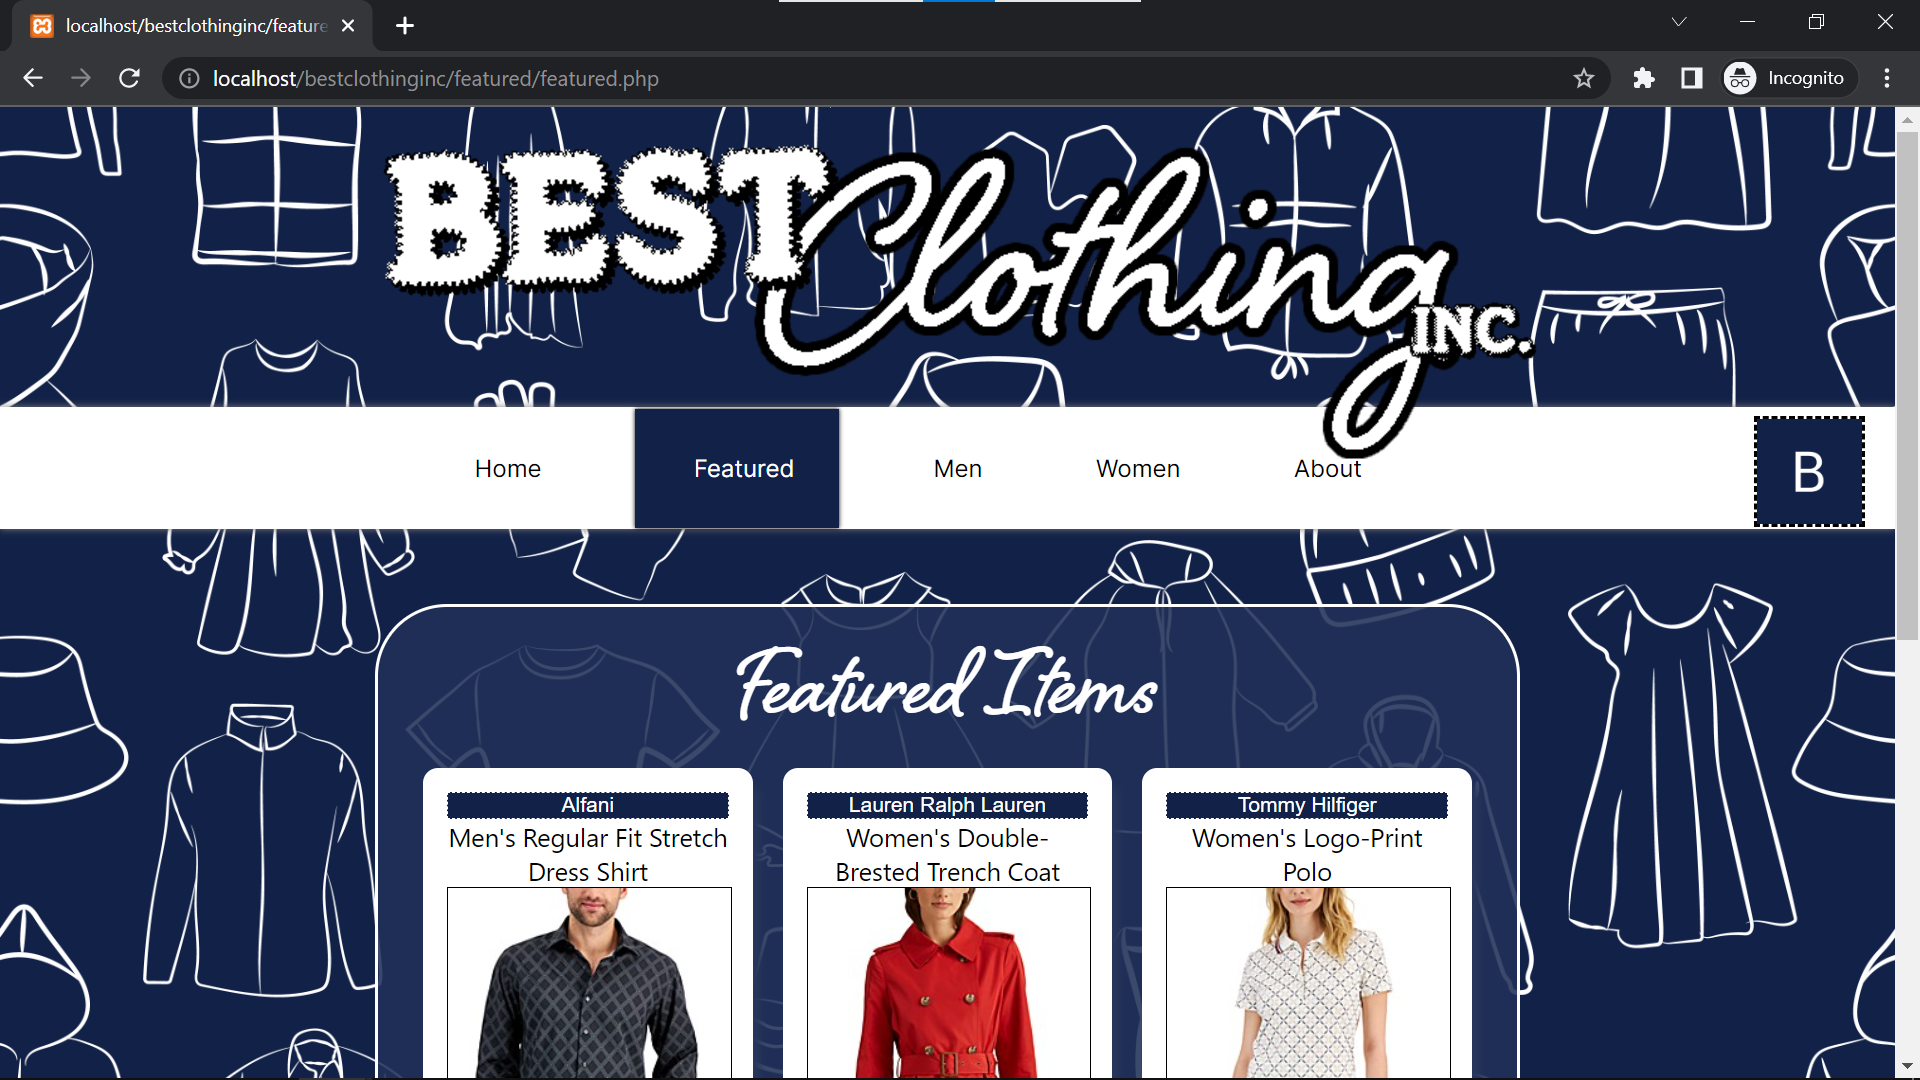 localhost/bestclothinginc/feature
localhost/bestclothinginc/featured/featured.php
Incognito
BEST Clothing INC.
Home Featured Men Women About
B
Featured Items
Alfani
Men's Regular Fit Stretch
Dress Shirt
Lauren Ralph Lauren
Women's Double-
Brested Trench Coat
Tommy Hilfiger
Women's Logo-Print
Polo